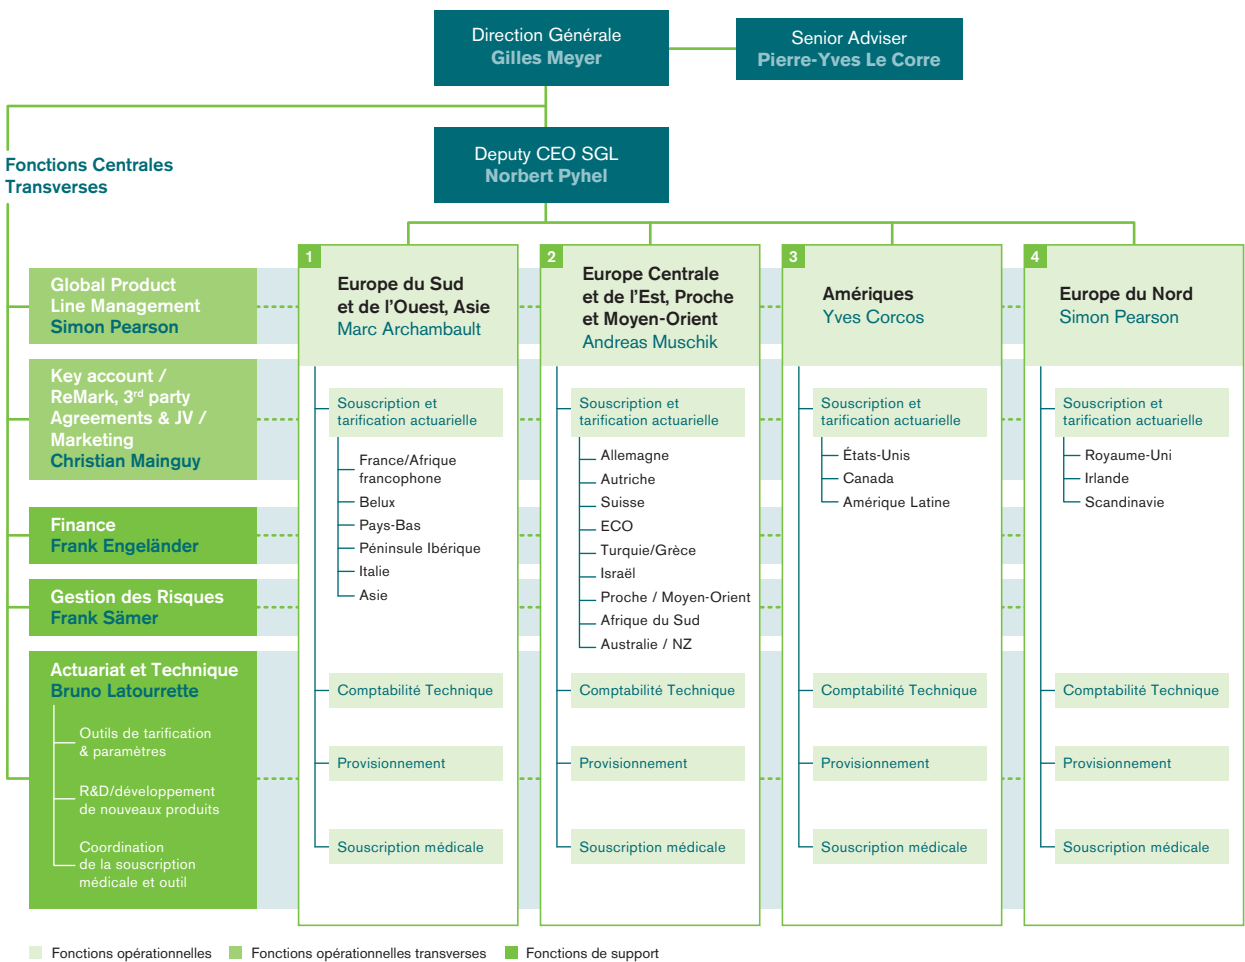 Direction Générale
Gilles Meyer
Senior Adviser
Pierre-Yves Le Corre
Deputy CEO SGL
Norbert Pyhel
Fonctions Centrales
Transverses
Global Product
Line Management
Simon Pearson
Key account /
ReMark, 3rd party
Agreements & JV /
Marketing
Christian Mainguy
Finance
Frank Engeländer
Gestion des Risques
Frank Sämer
Actuariat et Technique
Bruno Latourrette
Outils de tarification
& paramètres
R&D/développement
de nouveaux produits
Coordination
de la souscription
médicale et outil
1
Europe du Sud
et de l'Ouest, Asie
Marc Archambault
Souscription et
tarification actuarielle
France/Afrique
francophone
Belux
Pays-Bas
Péninsule Ibérique
Italie
Asie
Comptabilité Technique
Provisionnement
Souscription médicale
2
Europe Centrale
et de l'Est, Proche
et Moyen-Orient
Andreas Muschik
Souscription et
tarification actuarielle
Allemagne
Autriche
Suisse
ECO
Turquie/Grèce
Israël
Proche / Moyen-Orient
Afrique du Sud
Australie / NZ
Comptabilité Technique
Provisionnement
Souscription médicale
3
Amériques
Yves Corcos
Souscription et
tarification actuarielle
États-Unis
Canada
Amérique Latine
Comptabilité Technique
Provisionnement
Souscription médicale
4
Europe du Nord
Simon Pearson
Souscription et
tarification actuarielle
Royaume-Uni
Irlande
Scandinavie
Comptabilité Technique
Provisionnement
Souscription médicale
Fonctions opérationnelles
Fonctions opérationnelles transverses
Fonctions de support